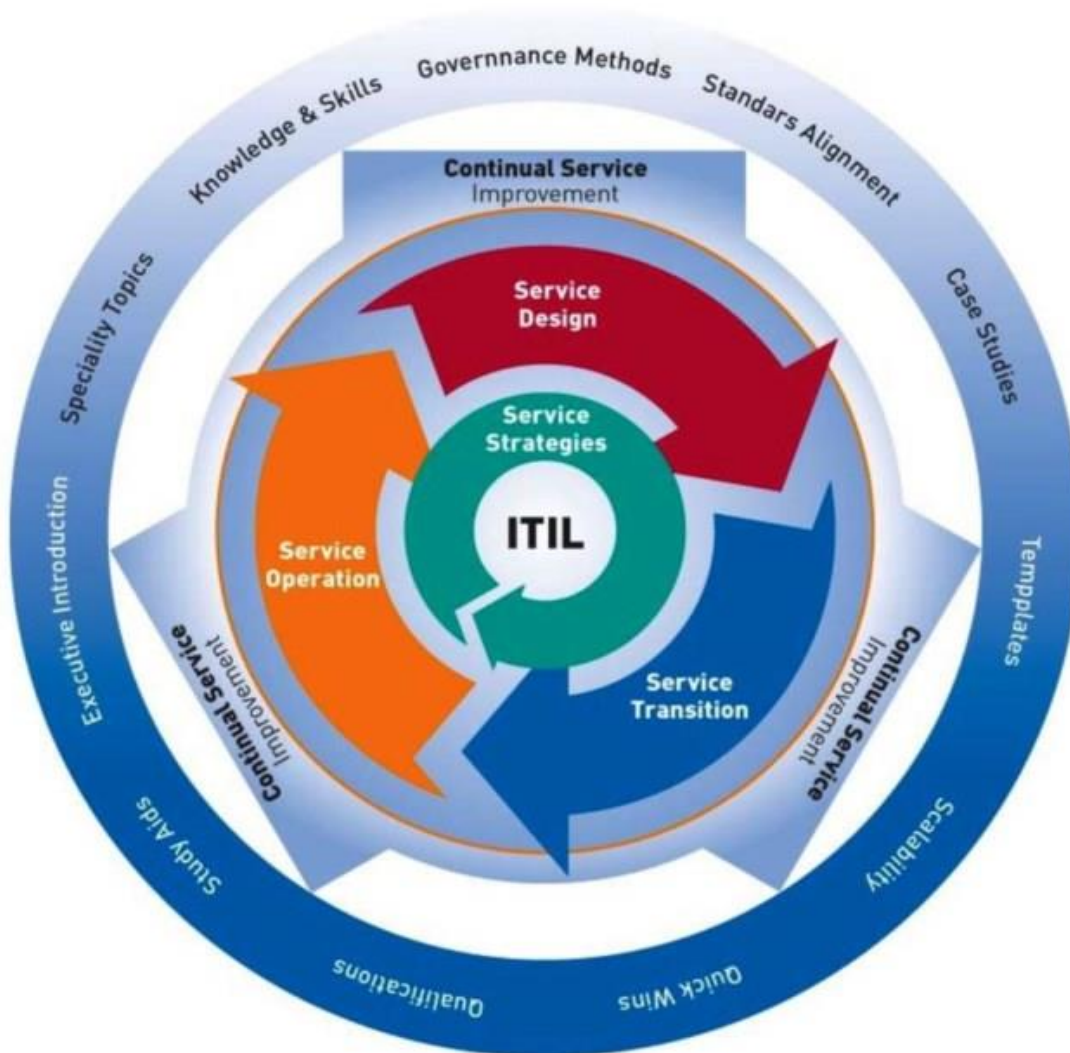 Governnance Methods
Standars Alignment
Case Studies
Tempplates
Scalability
Quick Wins
Qualifications
Study Aids
Executive Introduction
Speciality Topics
Knowledge & Skills
Continual Service
Improvement
Service
Design
Service
Strategies
ITIL
Service
Operation
Service
Transition
Continual Service
Improvement
Continual Service
Improvement